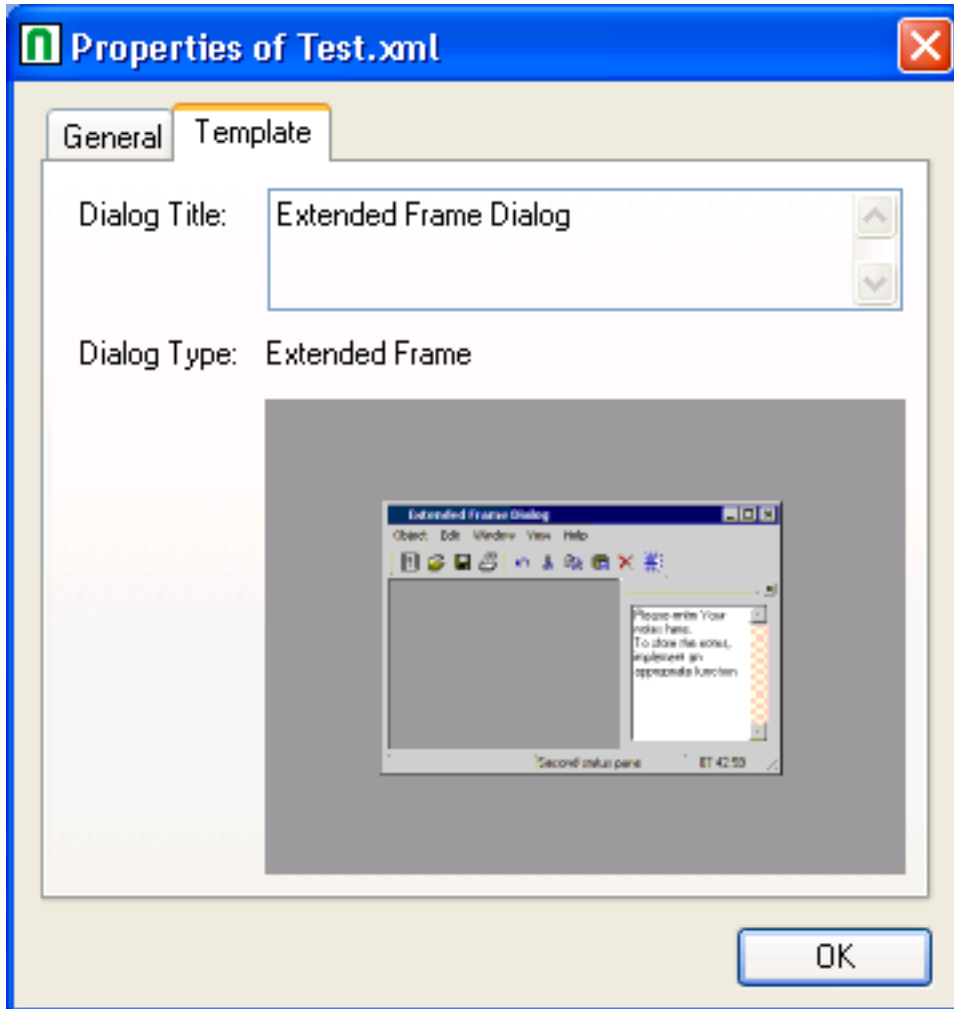 Properties of Test.xml
General Template
Dialog Title: Extended Frame Dialog
Dialog Type: Extended Frame
Extended Frame Dialog
Object Edit Window View Help
Please enter Your
notes here.
To store the notes,
implement an
appropriate function
Second status pane
OK